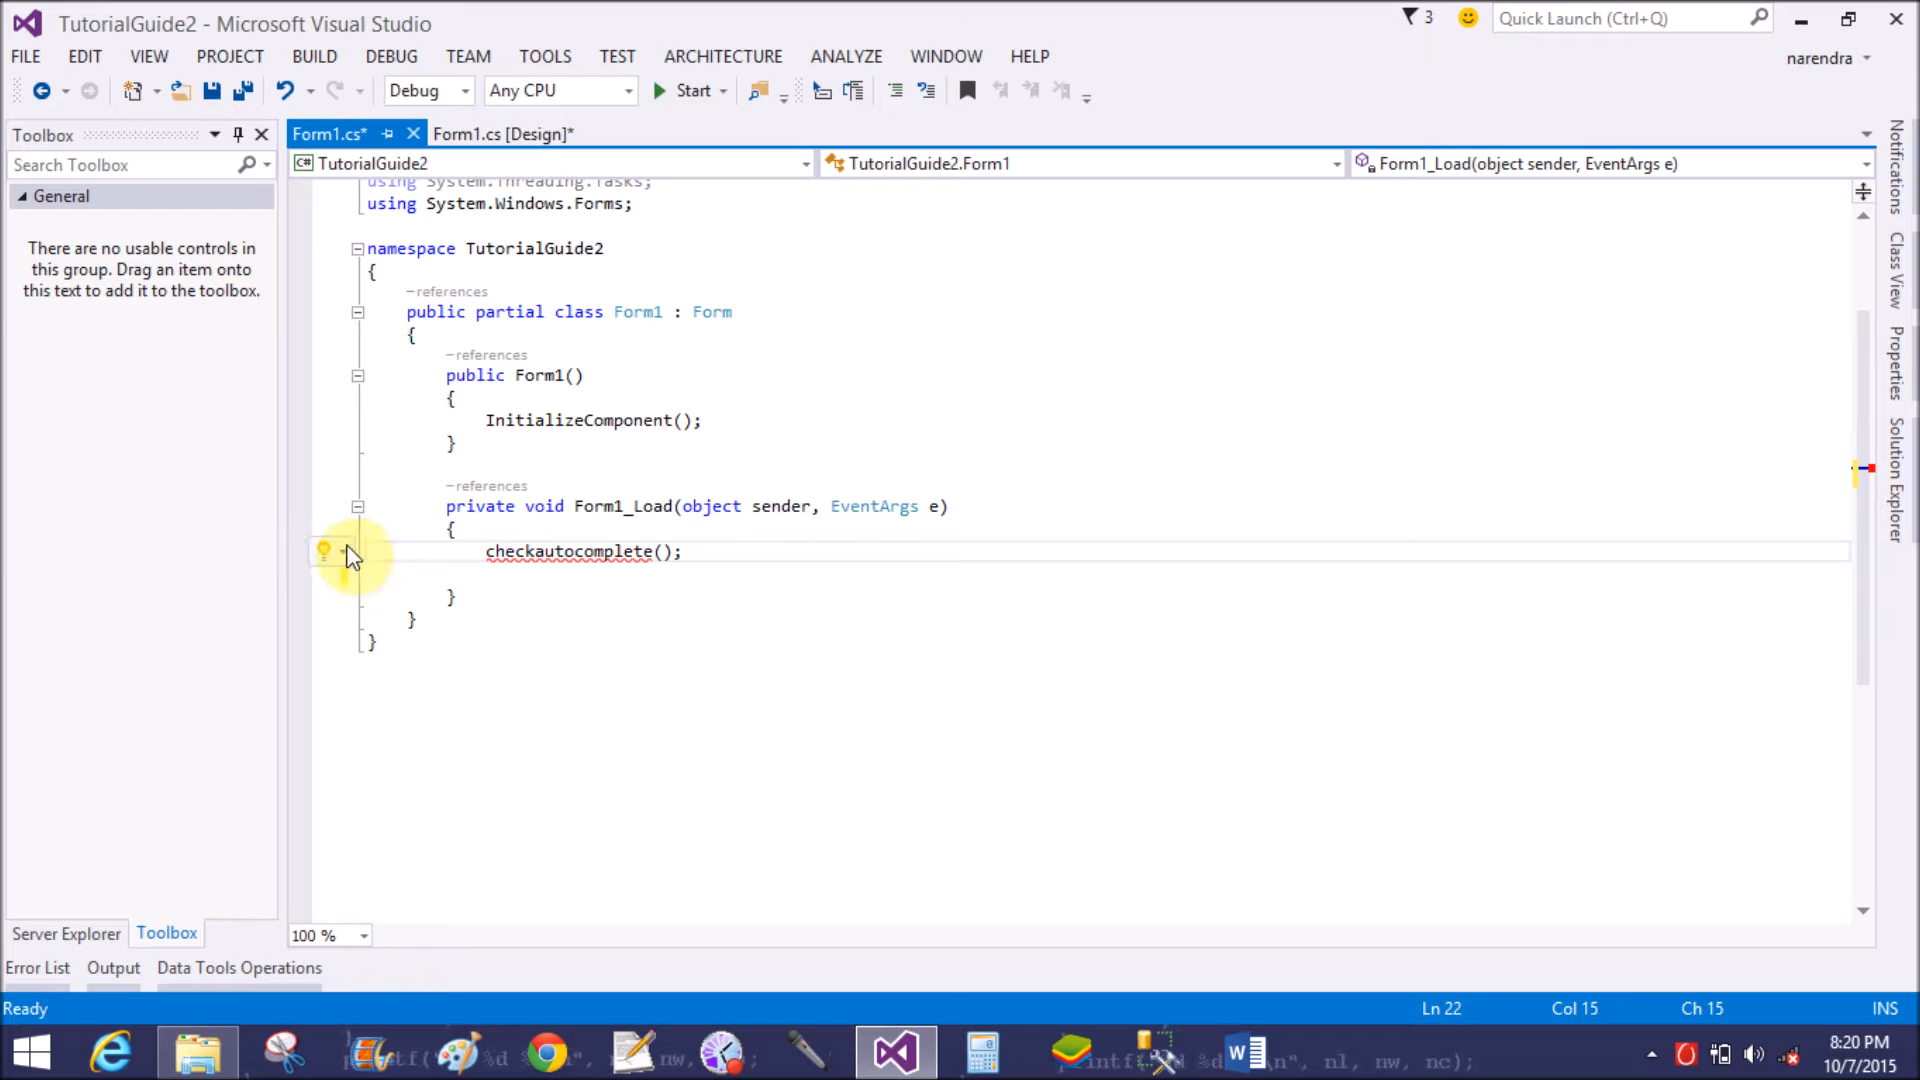 TutorialGuide2 - Microsoft Visual Studio
3
Quick Launch (Ctrl+Q)
FILE EDIT VIEW PROJECT BUILD DEBUG TEAM TOOLS TEST ARCHITECTURE ANALYZE WINDOW HELP
narendra
Debug Any CPU Start
Toolbox
Form1.cs* Form1.cs [Design]*
Search Toolbox
C# TutorialGuide2 TutorialGuide2.Form1 Form1_Load(object sender, EventArgs e)
General
There are no usable controls in
this group. Drag an item onto
this text to add it to the toolbox.
using System.Threading.Tasks;
using System.Windows.Forms;
namespace TutorialGuide2
{
–references
public partial class Form1 : Form
{
–references
public Form1()
{
InitializeComponent();
}
–references
private void Form1_Load(object sender, EventArgs e)
{
checkautocomplete();
}
}
}
Notifications
Class View
Properties
Solution Explorer
Server Explorer Toolbox
100 %
Error List Output Data Tools Operations
Ready Ln 22 Col 15 Ch 15 INS
8:20 PM
10/7/2015